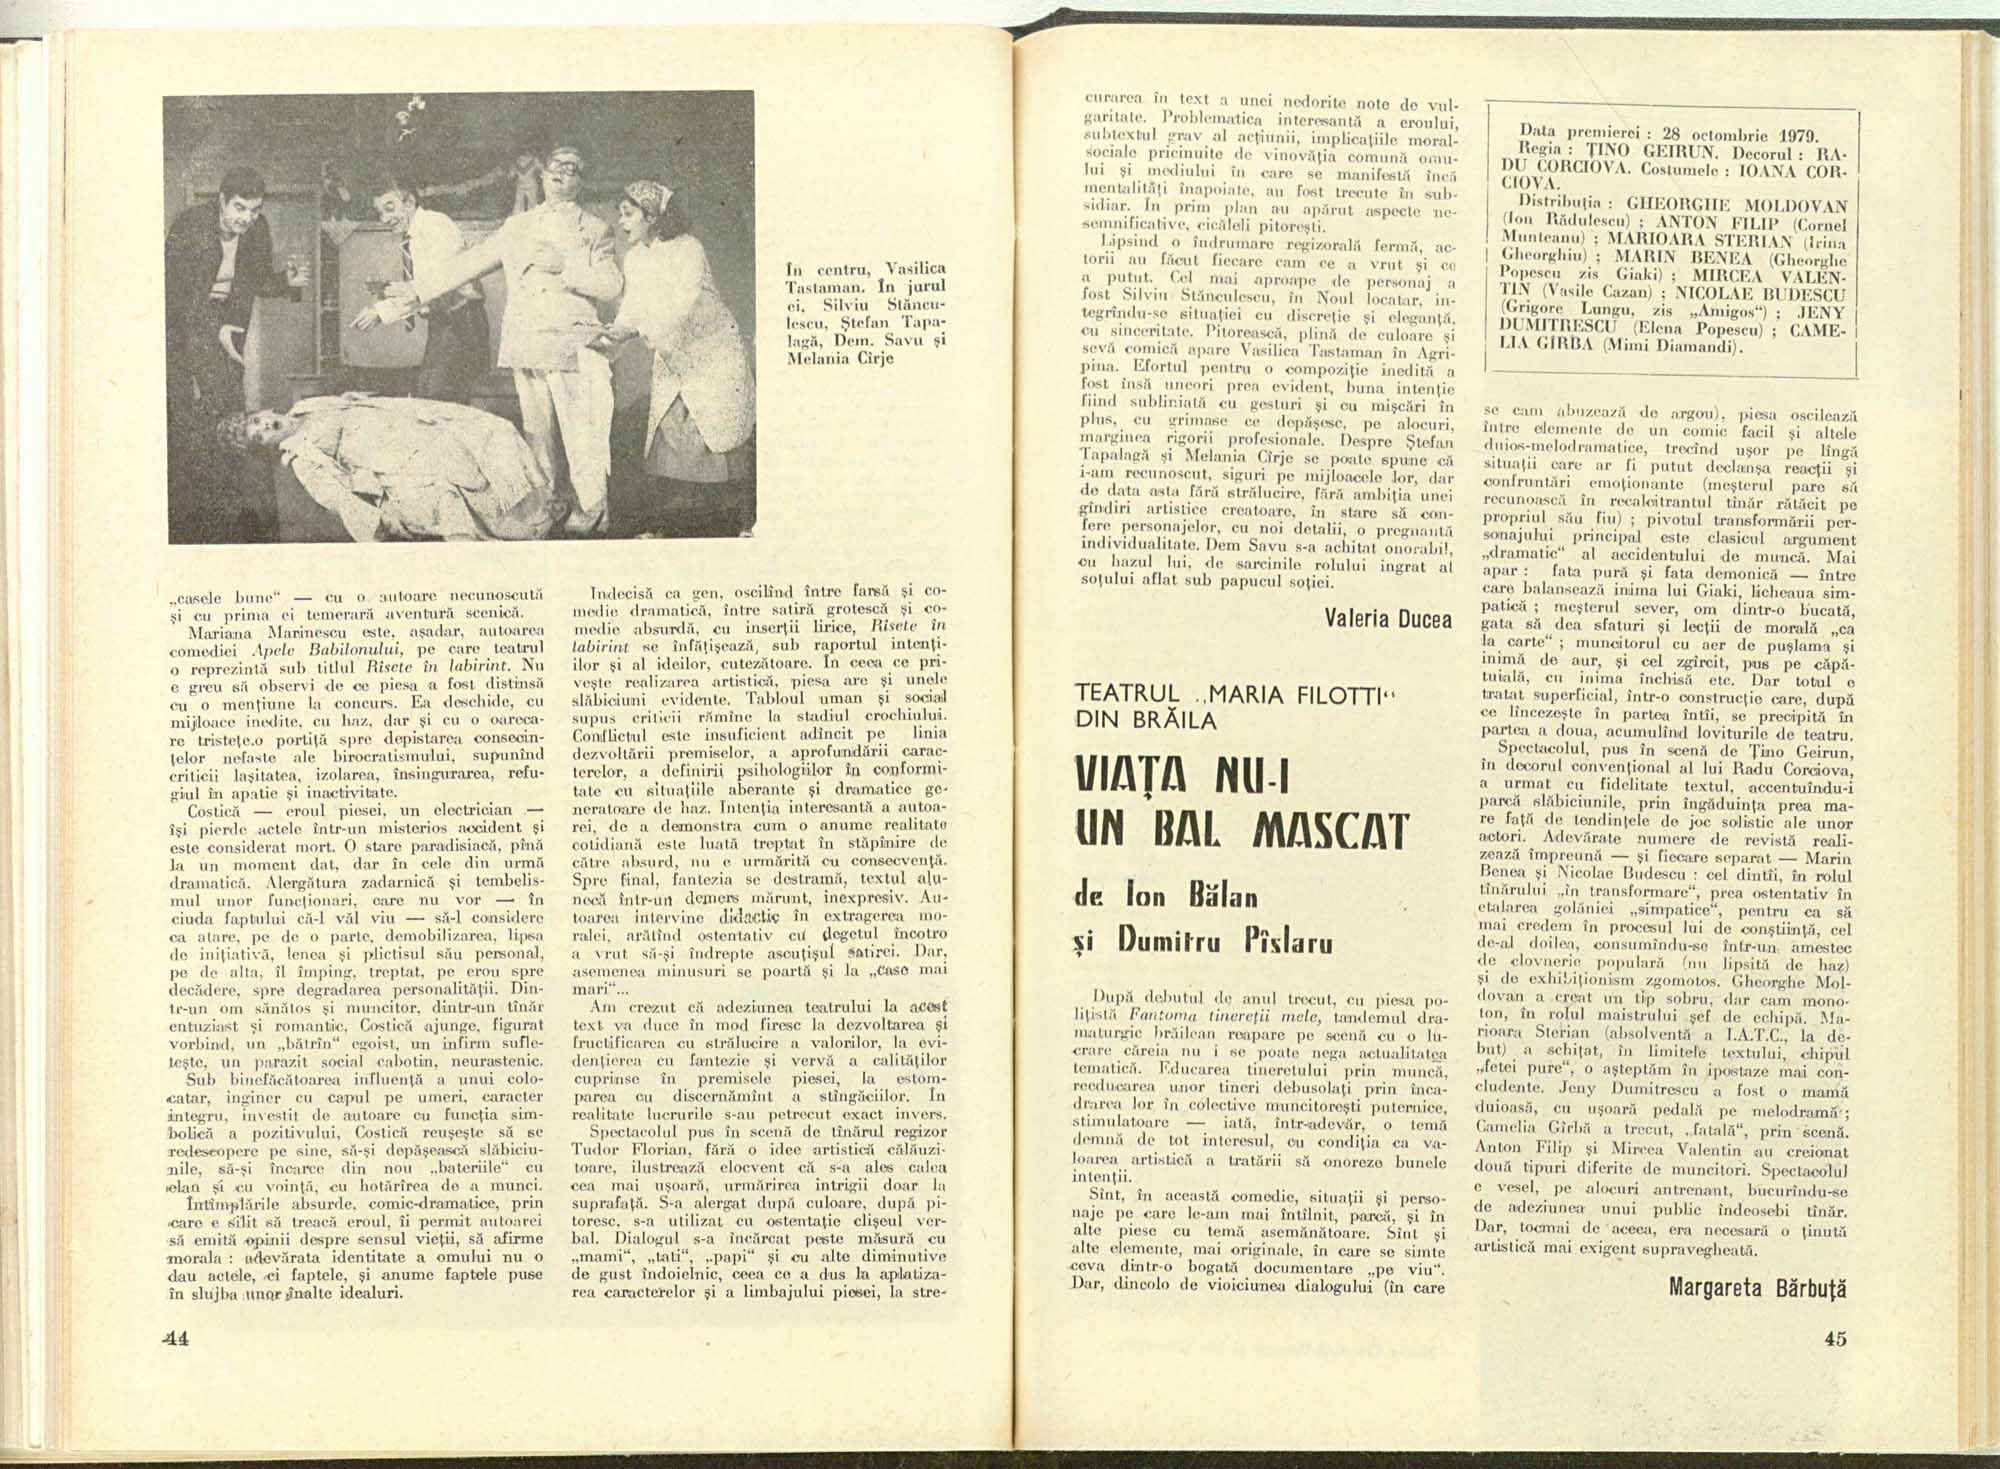 În centru, Vasilica
Tastaman. În jurul
ei, Silviu Stăncu-
lescu, Ștefan Tapa-
lagă, Dem. Savu și
Melania Cîrje
„casele bune“ — cu o autoare necunoscută
și cu prima ei temerară aventură scenică.
Mariana Marinescu este, așadar, autoarea
comediei Apele Babilonului, pe care teatrul
o reprezintă sub titlul Rîsete în labirint. Nu
e greu să observi de ce piesa a fost distinsă
cu o mențiune la concurs. Ea deschide, cu
mijloace inedite, cu haz, dar și cu o oareca-
re tristețe.o portiță spre depistarea consecin-
țelor nefaste ale birocratismului, supunînd
criticii lașitatea, izolarea, însingurarea, refu-
giul în apatie și inactivitate.
Costică — eroul piesei, un electrician —
își pierde actele într-un misterios accident și
este considerat mort. O stare paradisiacă, pînă
la un moment dat, dar în cele din urmă
dramatică. Alergătura zadarnică și tembelis-
mul unor funcționari, care nu vor — în
ciuda faptului că-l văl viu — să-l considere
ca atare, pe de o parte, demobilizarea, lipsa
de inițiativă, lenea și plictisul său personal,
pe de alta, îl împing, treptat, pe erou spre
decădere, spre degradarea personalității. Din-
tr-un om sănătos și muncitor, dintr-un tînăr
entuziast și romantic, Costică ajunge, figurat
vorbind, un „bătrîn“ egoist, un infirm sufle-
tește, un parazit social cabotin, neurastenic.
Sub binefăcătoarea influență a unui colo-
catar, inginer cu capul pe umeri, caracter
integru, investit de autoare cu funcția sim-
bolică a pozitivului, Costică reușește să se
redescopere pe sine, să-și depășească slăbiciu-
nile, să-și încarce din nou „bateriile“ cu
elan și cu voință, cu hotărîrea de a munci.
Întîmplările absurde, comic-dramatice, prin
care e silit să treacă eroul, îi permit autoarei
să emită opinii despre sensul vieții, să afirme
morala : adevărata identitate a omului nu o
dau actele, ci faptele, și anume faptele puse
în slujba unor înalte idealuri.
44
Indecisă ca gen, oscilînd între farsă și co-
medie dramatică, între satiră grotescă și co-
medie absurdă, cu inserții lirice, Rîsete în
labirint se înfățișează, sub raportul intenți-
ilor și al ideilor, cutezătoare. În ceea ce pri-
vește realizarea artistică, piesa are și unele
slăbiciuni evidente. Tabloul uman și social
supus criticii rămîne la stadiul crochiului.
Conflictul este insuficient adîncit pe linia
dezvoltării premiselor, a aprofundării carac-
terelor, a definirii psihologiilor în conformi-
tate cu situațiile aberante și dramatice ge-
neratoare de haz. Intenția interesantă a autoa-
rei, de a demonstra cum o anume realitate
cotidiană este luată treptat în stăpînire de
către absurd, nu e urmărită cu consecvență.
Spre final, fantezia se destramă, textul alu-
necă într-un demers mărunt, inexpresiv. Au-
toarea intervine didactic în extragerea mo-
ralei, arătînd ostentativ cu degetul încotro
a vrut să-și îndrepte ascuțișul satirei. Dar,
asemenea minusuri se poartă și la „case mai
mari“...
Am crezut că adeziunea teatrului la acest
text va duce în mod firesc la dezvoltarea și
fructificarea cu strălucire a valorilor, la evi-
dențierea cu fantezie și vervă a calităților
cuprinse în premisele piesei, la estom-
parea cu discernămînt a stîngăciilor. În
realitate lucrurile s-au petrecut exact invers.
Spectacolul pus în scenă de tînărul regizor
Tudor Florian, fără o idee artistică călăuzi-
toare, ilustrează elocvent că s-a ales calea
cea mai ușoară, urmărirea intrigii doar la
suprafață. S-a alergat după culoare, după pi-
toresc, s-a utilizat cu ostentație clișeul ver-
bal. Dialogul s-a încărcat peste măsură cu
„mami“, „tati“, „papi“ și cu alte diminutive
de gust îndoielnic, ceea ce a dus la aplatiza-
rea caracterelor și a limbajului piesei, la stre-
curarea în text a unei nedorite note de vul-
garitate. Problematica interesantă a eroului,
subtextul grav al acțiunii, implicațiile moral-
sociale pricinuite de vinovăția comună omu-
lui și mediului în care se manifestă încă
mentalități înapoiate, au fost trecute în sub-
sidiar. În prim plan au apărut aspecte ne-
semnificative, cicăleli pitorești.
Lipsind o îndrumare regizorală fermă, ac-
torii au făcut fiecare cam ce a vrut și ce
a putut. Cel mai aproape de personaj a
fost Silviu Stănculescu, în Noul locatar, in-
tegrîndu-se situației cu discreție și eleganță,
cu sinceritate. Pitorească, plină de culoare și
sevă comică apare Vasilica Tastaman în Agri-
pina. Efortul pentru o compoziție inedită a
fost însă uneori prea evident, buna intenție
fiind subliniată cu gesturi și cu mișcări în
plus, cu grimase ce depășesc, pe alocuri,
marginea rigorii profesionale. Despre Ștefan
Tapalagă și Melania Cîrje se poate spune că
i-am recunoscut, siguri pe mijloacele lor, dar
de data asta fără strălucire, fără ambiția unei
gîndiri artistice creatoare, în stare să con-
fere personajelor, cu noi detalii, o pregnantă
individualitate. Dem Savu s-a achitat onorabil,
cu hazul lui, de sarcinile rolului ingrat al
soțului aflat sub papucul soției.
Valeria Ducea
TEATRUL „MARIA FILOTTI“
DIN BRĂILA
VIAȚA NU-I
UN BAL MASCAT
de Ion Bălan
și Dumitru Pîslaru
După debutul de anul trecut, cu piesa po-
lițistă Fantoma tinereții mele, tandemul dra-
maturgic brăilean reapare pe scenă cu o lu-
crare căreia nu i se poate nega actualitatea
tematică. Educarea tineretului prin muncă,
reeducarea unor tineri debusolați prin înca-
drarea lor în colective muncitorești puternice,
stimulatoare — iată, într-adevăr, o temă
demnă de tot interesul, cu condiția ca va-
loarea artistică a tratării să onoreze bunele
intenții.
Sînt, în această comedie, situații și perso-
naje pe care le-am mai întîlnit, parcă, și în
alte piese cu temă asemănătoare. Sînt și
alte elemente, mai originale, în care se simte
ceva dintr-o bogată documentare „pe viu“.
Dar, dincolo de vioiciunea dialogului (în care
Data premierei : 28 octombrie 1979.
Regia : ȚINO GEIRUN. Decorul : RA-
DU CORCIOVA. Costumele : IOANA COR-
CIOVA.
Distribuția : GHEORGHE MOLDOVAN
(Ion Rădulescu) ; ANTON FILIP (Cornel
Munteanu) ; MARIOARA STERIAN (Irina
Gheorghiu) ; MARIN BENEA (Gheorghe
Popescu zis Giaki) ; MIRCEA VALEN-
TIN (Vasile Cazan) ; NICOLAE BUDESCU
(Grigore Lungu, zis „Amigos“) ; JENY
DUMITRESCU (Elena Popescu) ; CAME-
LIA GÎRBA (Mimi Diamandi).
se cam abuzează de argou), piesa oscilează
între elemente de un comic facil și altele
duios-melodramatice, trecînd ușor pe lîngă
situații care ar fi putut declanșa reacții și
confruntări emoționante (meșterul pare să
recunoască în recalcitrantul tînăr rătăcit pe
propriul său fiu) ; pivotul transformării per-
sonajului principal este clasicul argument
„dramatic“ al accidentului de muncă. Mai
apar : fata pură și fata demonică — între
care balansează inima lui Giaki, licheaua sim-
patică ; meșterul sever, om dintr-o bucată,
gata să dea sfaturi și lecții de morală „ca
la carte“ ; muncitorul cu aer de pușlama și
inimă de aur, și cel zgîrcit, pus pe căpă-
tuială, cu inima închisă etc. Dar totul e
tratat superficial, într-o construcție care, după
ce lîncezește în partea întîi, se precipită în
partea a doua, acumulînd loviturile de teatru.
Spectacolul, pus în scenă de Țino Geirun,
în decorul convențional al lui Radu Corciova,
a urmat cu fidelitate textul, accentuîndu-i
parcă slăbiciunile, prin îngăduința prea ma-
re față de tendințele de joc solistic ale unor
actori. Adevărate numere de revistă reali-
zează împreună — și fiecare separat — Marin
Benea și Nicolae Budescu : cel dintîi, în rolul
tînărului „în transformare“, prea ostentativ în
etalarea golăniei „simpatice“, pentru ca să
mai credem în procesul lui de conștiință, cel
de-al doilea, consumîndu-se într-un amestec
de clovnerie populară (nu lipsită de haz)
și de exhibiționism zgomotos. Gheorghe Mol-
dovan a creat un tip sobru, dar cam mono-
ton, în rolul maistrului șef de echipă. Ma-
rioara Sterian (absolventă a I.A.T.C., la de-
but) a schițat, în limitele textului, chipul
„fetei pure“, o așteptăm în ipostaze mai con-
cludente. Jeny Dumitrescu a fost o mamă
duioasă, cu ușoară pedală pe melodramă ;
Camelia Gîrbă a trecut, „fatală“, prin scenă.
Anton Filip și Mircea Valentin au creionat
două tipuri diferite de muncitori. Spectacolul
e vesel, pe alocuri antrenant, bucurîndu-se
de adeziunea unui public îndeosebi tînăr.
Dar, tocmai de aceea, era necesară o ținută
artistică mai exigent supravegheată.
Margareta Bărbuță
45